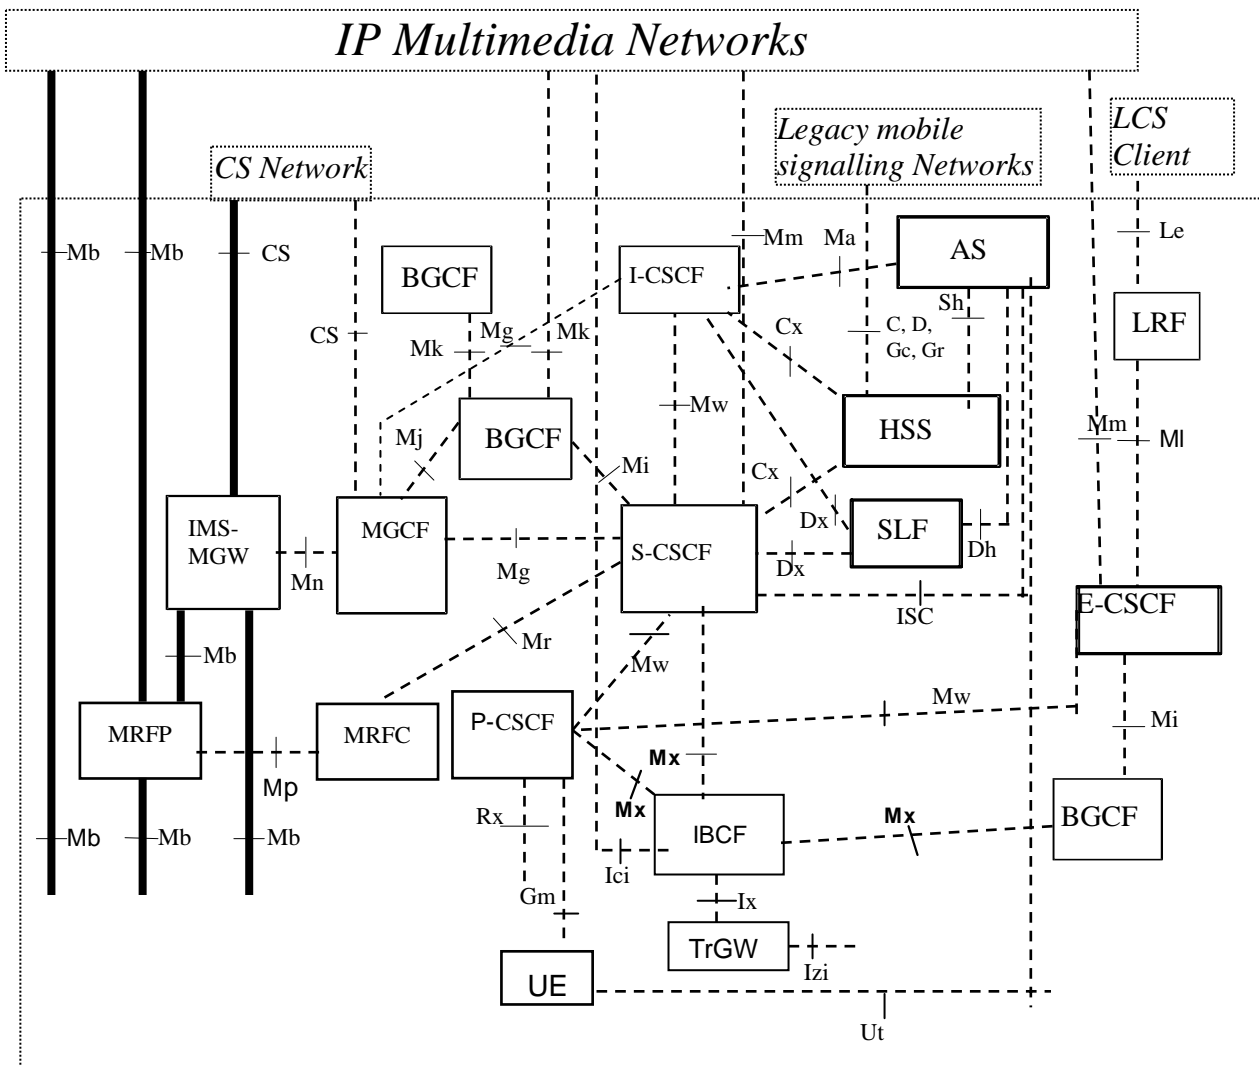 IP Multimedia Networks
Legacy mobile
signalling Networks
LCS
Client
CS Network
Mb
Mb
CS
BGCF
I-CSCF
Mm
Ma
AS
Le
Sh
LRF
CS
Mk
Mg
Mk
Cx
C, D,
Gc, Gr
Mw
HSS
Mj
BGCF
Mi
Cx
Mm
Ml
IMS-
MGW
MGCF
Mn
Mg
S-CSCF
Dx
Dx
SLF
Dh
ISC
E-CSCF
Mb
Mr
Mw
Mw
Mi
MRFP
MRFC
P-CSCF
Mp
Mx
Mx
Mx
Mb
Mb
Mb
Rx
IBCF
BGCF
Ici
Gm
Ix
TrGW
Izi
UE
Ut